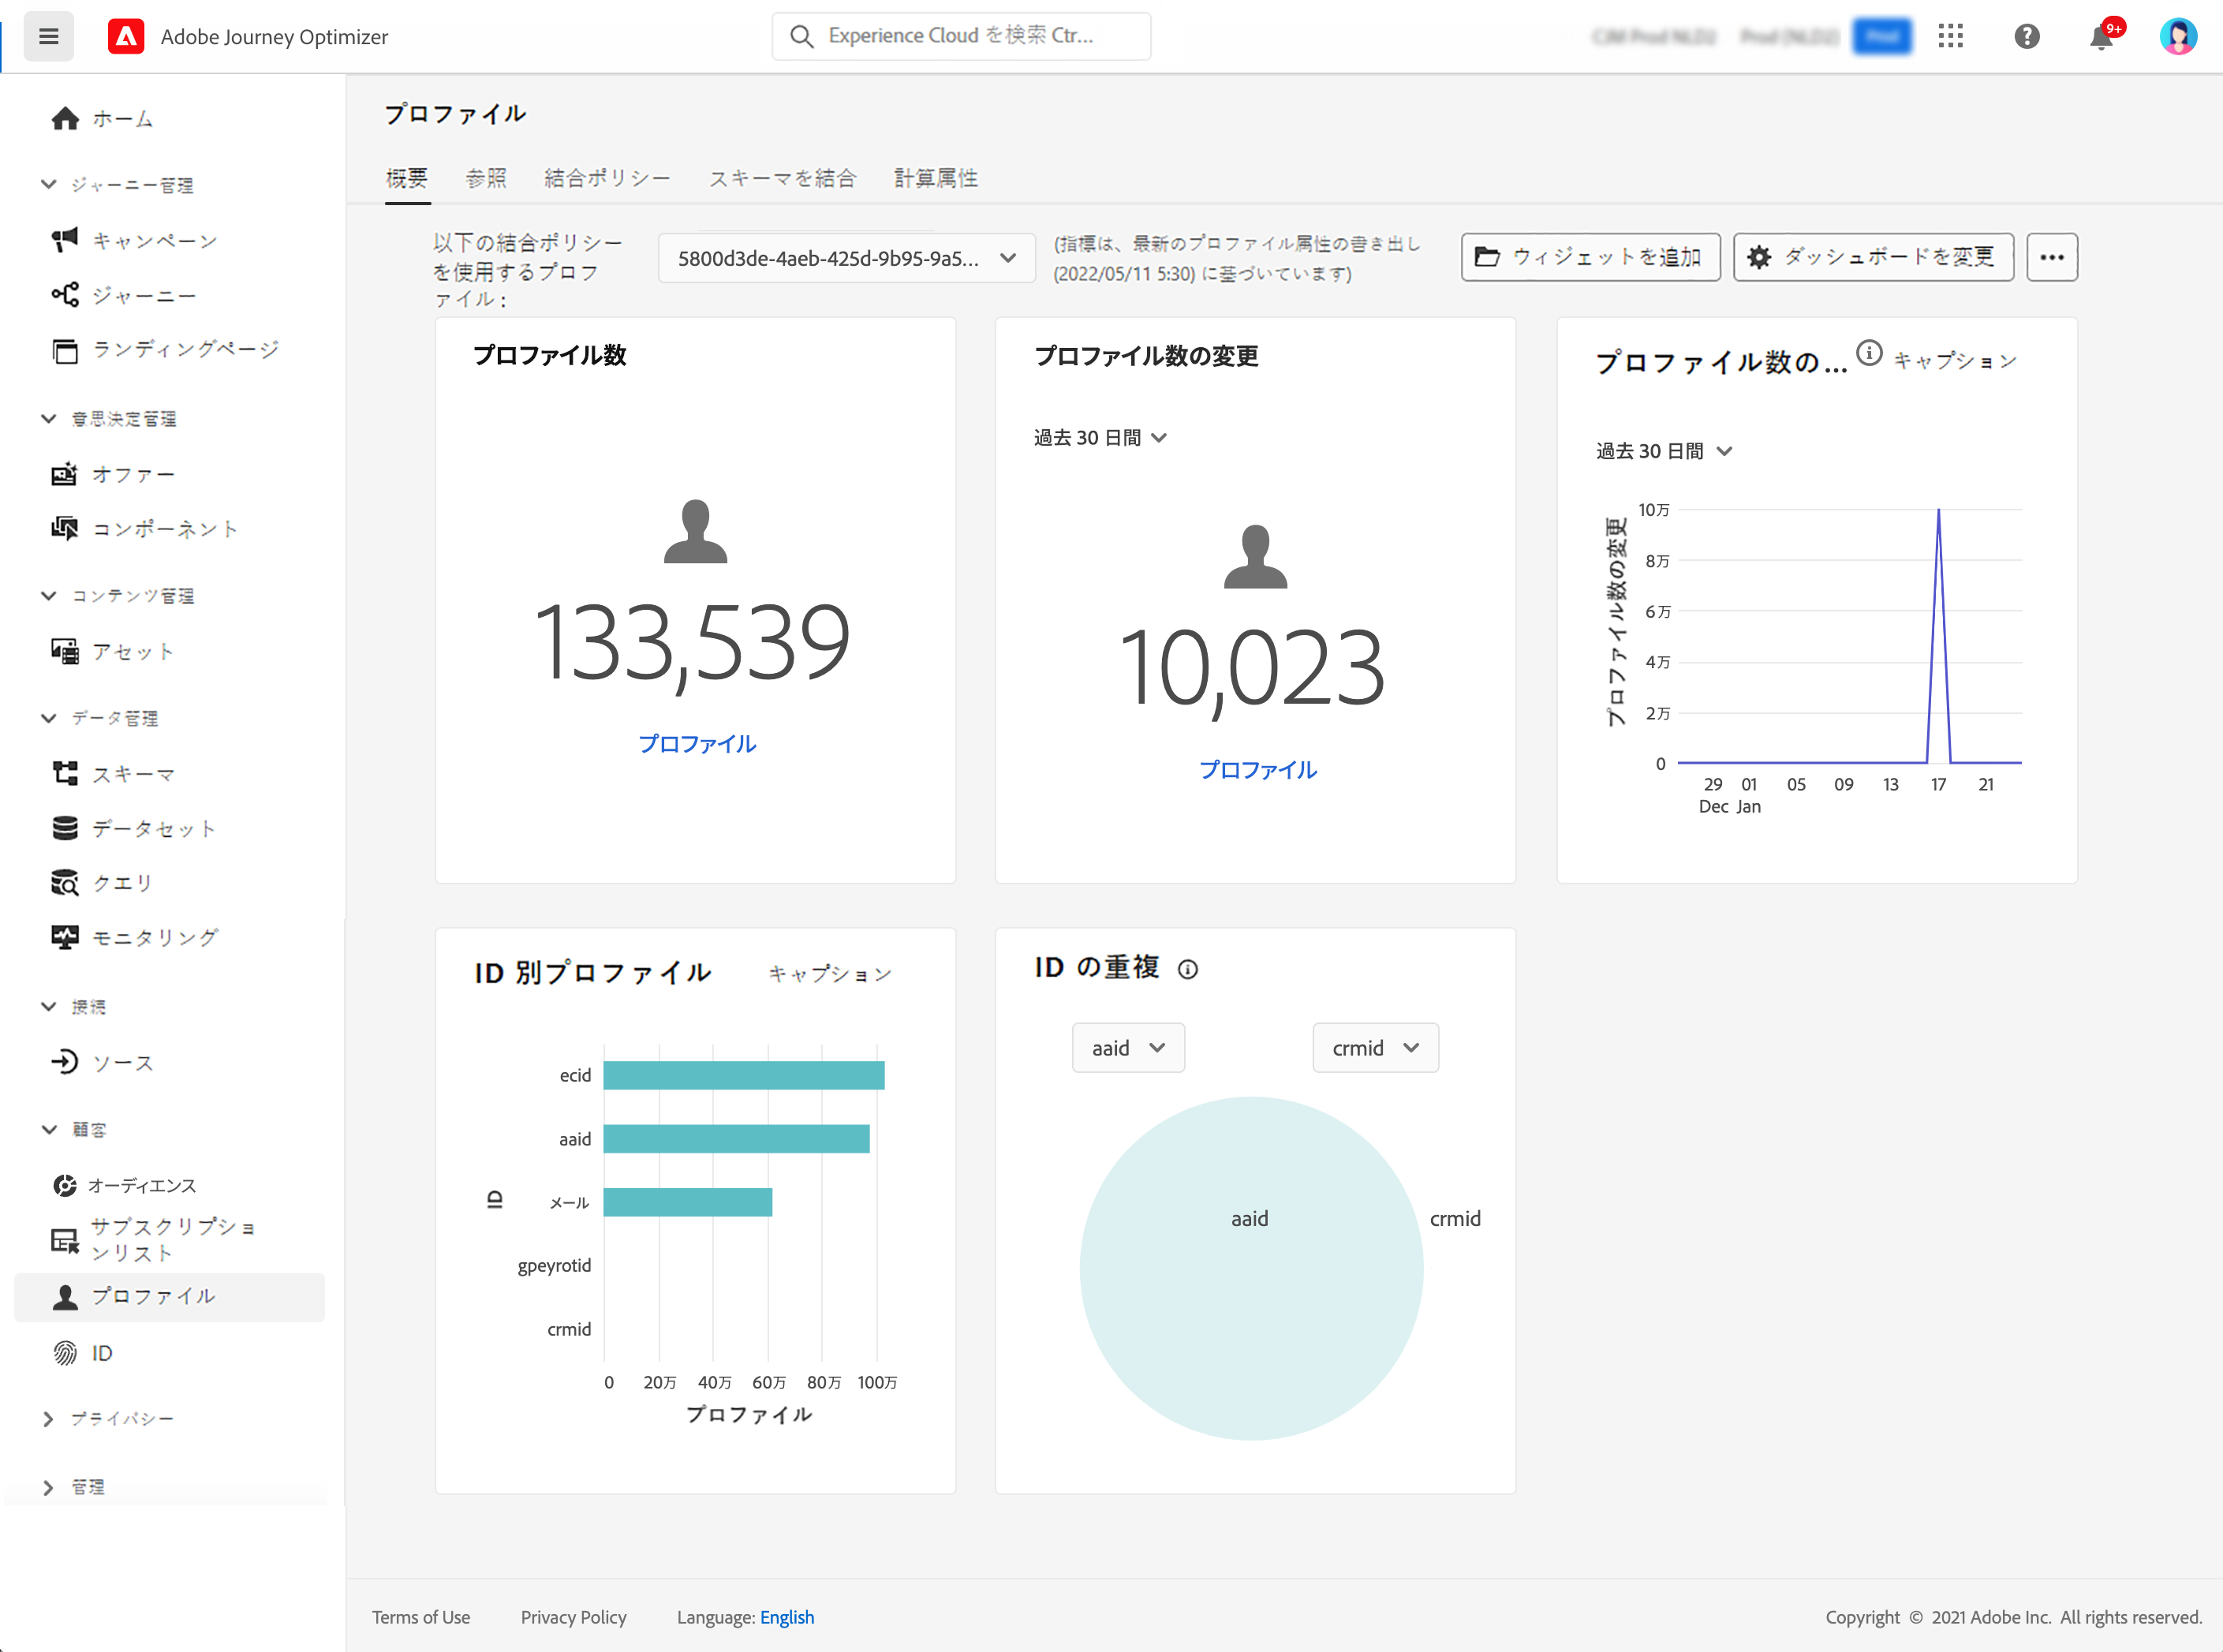 Adobe Journey Optimizer
Experience Cloud を検索 Ctr...
9+
ホーム
ジャーニー管理
キャンペーン
ジャーニー
ランディングページ
意思決定管理
オファー
コンポーネント
コンテンツ管理
アセット
データ管理
スキーマ
データセット
クエリ
モニタリング
接続
ソース
顧客
オーディエンス
サブスクリプショ
ンリスト
プロファイル
ID
プライバシー
管理
プロファイル
概要 参照 結合ポリシー スキーマを結合 計算属性
以下の結合ポリシー
を使用するプロフ
ァイル :
5800d3de-4aeb-425d-9b95-9a5...
(指標は、最新のプロファイル属性の書き出し
(2022/05/11 5:30) に基づいています)
ウィジェットを追加
ダッシュボードを変更
プロファイル数
133,539
プロファイル
プロファイル数の変更
過去 30 日間
10,023
プロファイル
プロファイル数の... キャプション
過去 30 日間
プロファイル数の変更
10万
8万
6万
4万
2万
0
29 01 05 09 13 17 21
Dec Jan
ID 別プロファイル キャプション
ID
ecid
aaid
メール
gpeyrotid
crmid
0 20万 40万 60万 80万 100万
プロファイル
ID の重複
aaid crmid
aaid crmid
Terms of Use Privacy Policy Language: English
Copyright © 2021 Adobe Inc. All rights reserved.